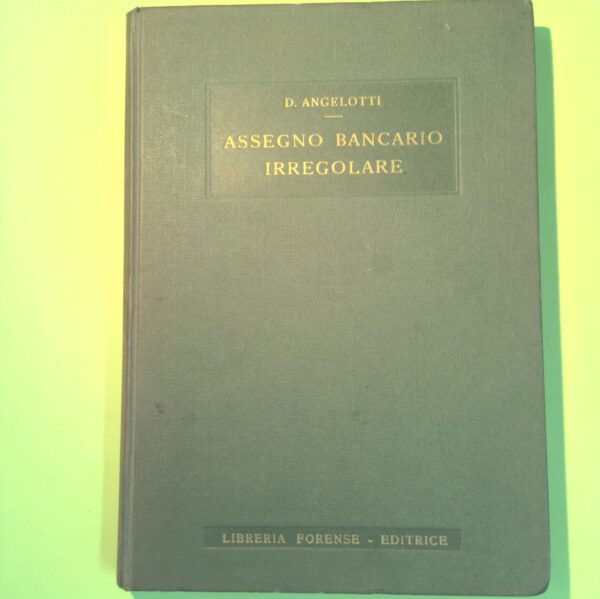 D. ANGELOTTI
ASSEGNO BANCARIO
IRREGOLARE
LIBRERIA FORENSE - EDITRICE